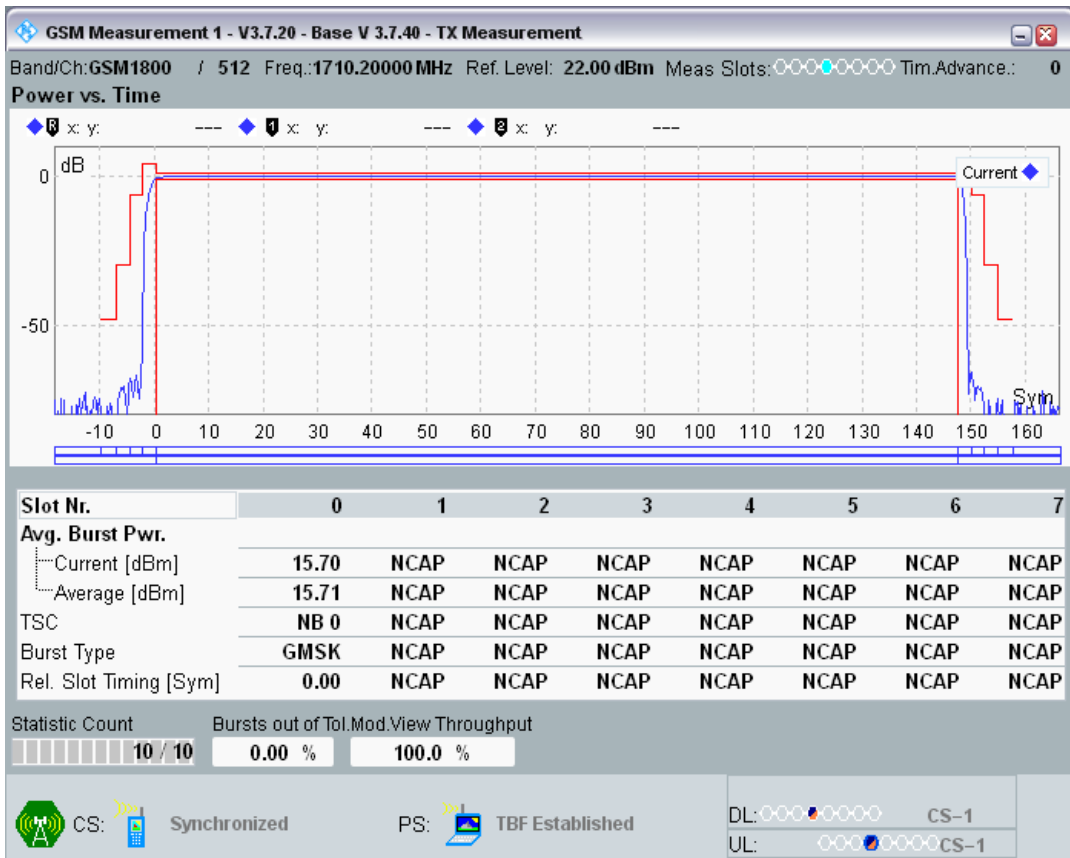 GSM Measurement 1 - V3.7.20 - Base V 3.7.40 - TX Measurement
Band/Ch:GSM1800 / 512 Freq.:1710.20000 MHz Ref. Level: 22.00 dBm Meas Slots: Tim.Advance.: 0
Power vs. Time
R x: y: --- 1 x: y: --- 2 x: y: ---
dB
0
Current
-50
Sym
-10 0 10 20 30 40 50 60 70 80 90 100 110 120 130 140 150 160
Slot Nr. 0 1 2 3 4 5 6 7
Avg. Burst Pwr.
Current [dBm] 15.70 NCAP NCAP NCAP NCAP NCAP NCAP NCAP
Average [dBm] 15.71 NCAP NCAP NCAP NCAP NCAP NCAP NCAP
TSC NB 0 NCAP NCAP NCAP NCAP NCAP NCAP NCAP
Burst Type GMSK NCAP NCAP NCAP NCAP NCAP NCAP NCAP
Rel. Slot Timing [Sym] 0.00 NCAP NCAP NCAP NCAP NCAP NCAP NCAP
Statistic Count Bursts out of Tol.Mod.View Throughput
10 / 10 0.00 % 100.0 %
CS: Synchronized PS: TBF Established
DL: CS-1
UL: CS-1